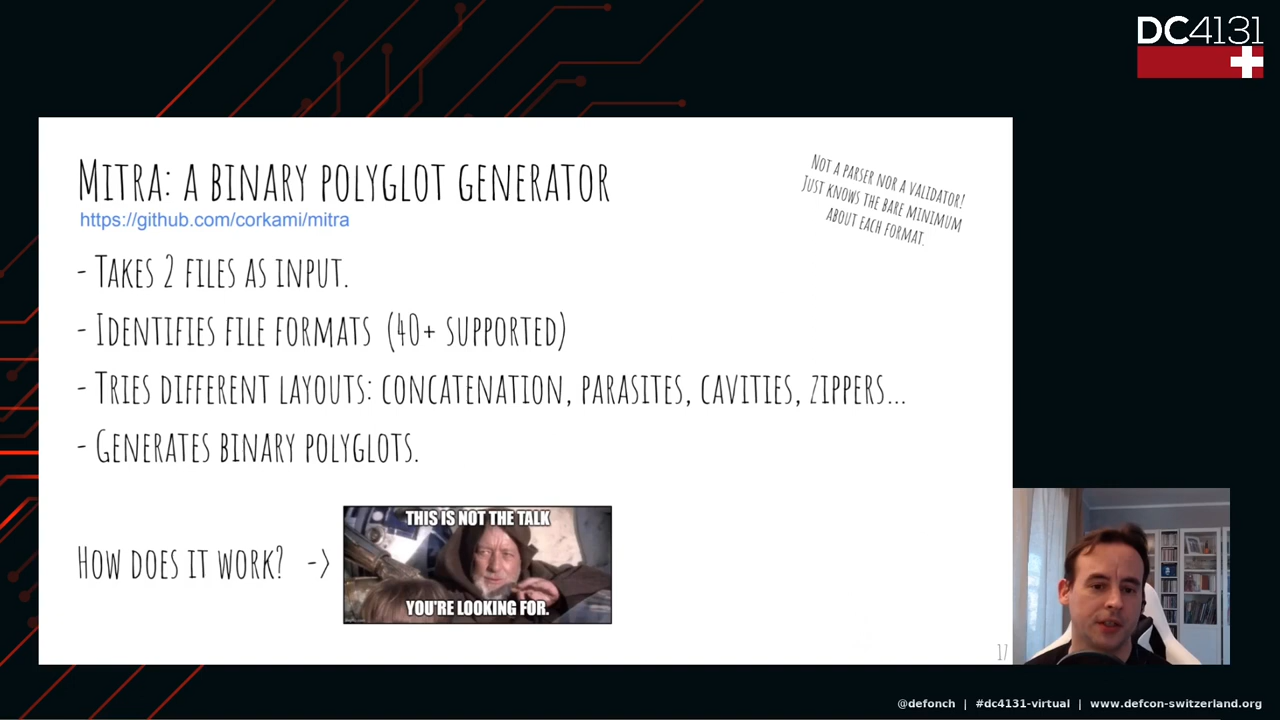 DC4131
Mitra: a binary polyglot generator
https://github.com/corkami/mitra
Not a parser nor a validator!
Just knows the bare minimum
about each format.
- Takes 2 files as input.
- Identifies file formats (40+ supported)
- Tries different layouts: concatenation, parasites, cavities, zippers...
- Generates binary polyglots.
How does it work? ->
THIS IS NOT THE TALK
YOU'RE LOOKING FOR.
17
@defonch | #dc4131-virtual | www.defcon-switzerland.org